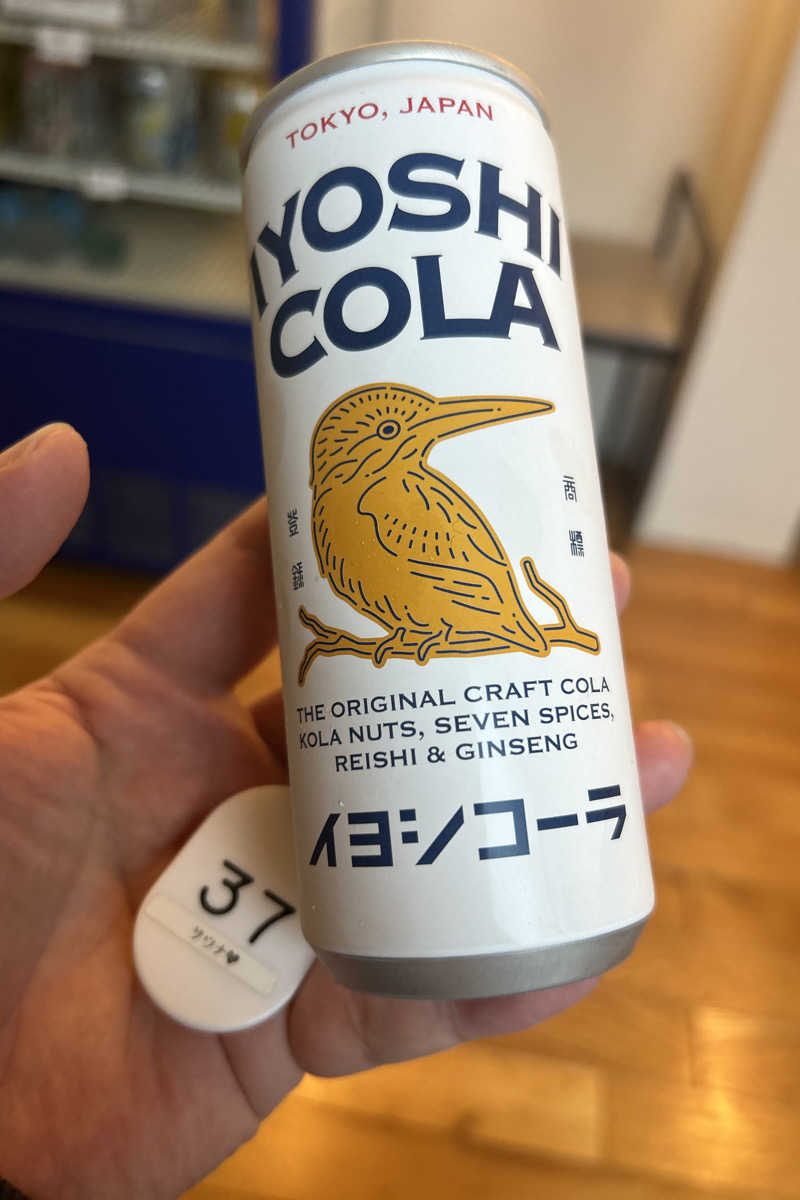 TOKYO, JAPAN
IYOSHI
COLA
THE ORIGINAL CRAFT COLA
KOLA NUTS, SEVEN SPICES,
REISHI & GINSENG
イヨシコーラ
37
サウナ♥